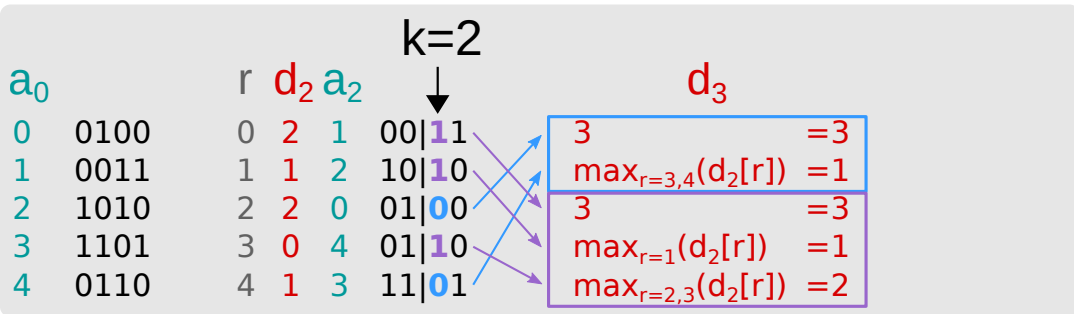 k=2
a₀ r d₂ a₂ d₃
0 0100 0 2 1 00|11 3 =3
1 0011 1 1 2 10|10 maxᵣ₌₃,₄(d₂[r]) =1
2 1010 2 2 0 01|00 3 =3
3 1101 3 0 4 01|10 maxᵣ₌₁(d₂[r]) =1
4 0110 4 1 3 11|01 maxᵣ₌₂,₃(d₂[r]) =2